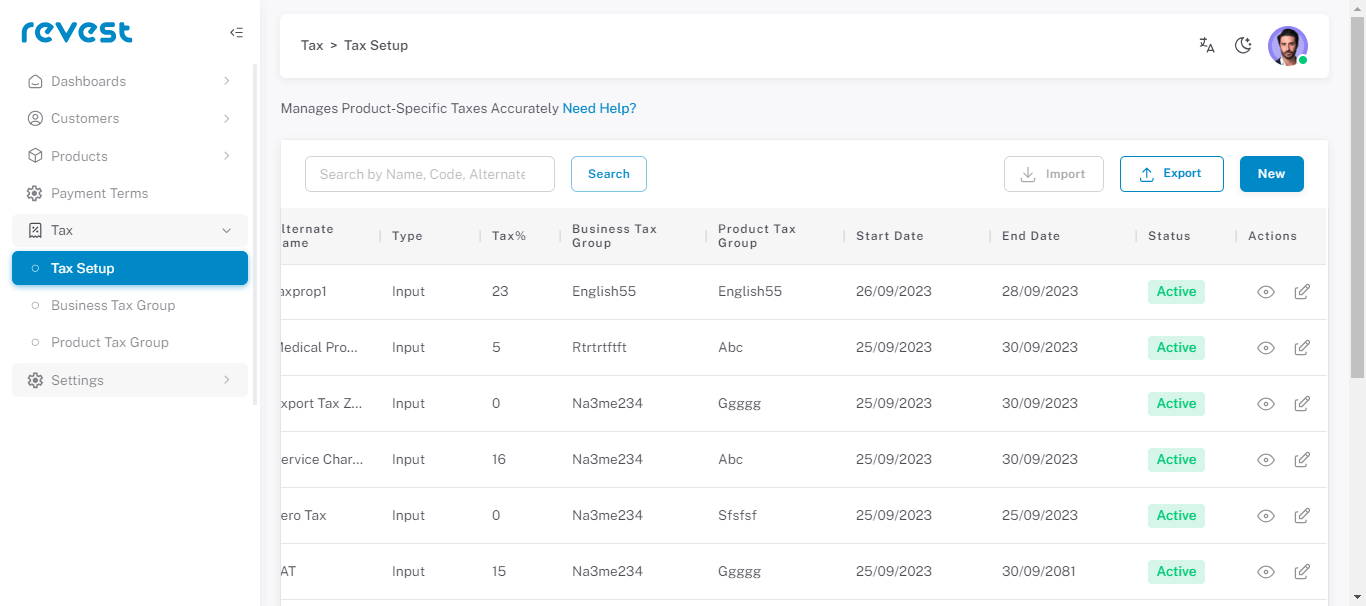 revest
Dashboards
Customers
Products
Payment Terms
Tax
Tax Setup
Business Tax Group
Product Tax Group
Settings
Tax > Tax Setup
Manages Product-Specific Taxes Accurately Need Help?
Search by Name, Code, Alternate
Search
Import
Export
New
lternate
ame
Type
Tax%
Business Tax
Group
Product Tax
Group
Start Date
End Date
Status
Actions
axprop1 Input 23 English55 English55 26/09/2023 28/09/2023 Active
ledical Pro... Input 5 Rtrtrtftft Abc 25/09/2023 30/09/2023 Active
xport Tax Z... Input 0 Na3me234 Ggggg 25/09/2023 30/09/2023 Active
ervice Char... Input 16 Na3me234 Abc 25/09/2023 30/09/2023 Active
ero Tax Input 0 Na3me234 Sfsfsf 25/09/2023 25/09/2023 Active
AT Input 15 Na3me234 Ggggg 25/09/2023 30/09/2081 Active